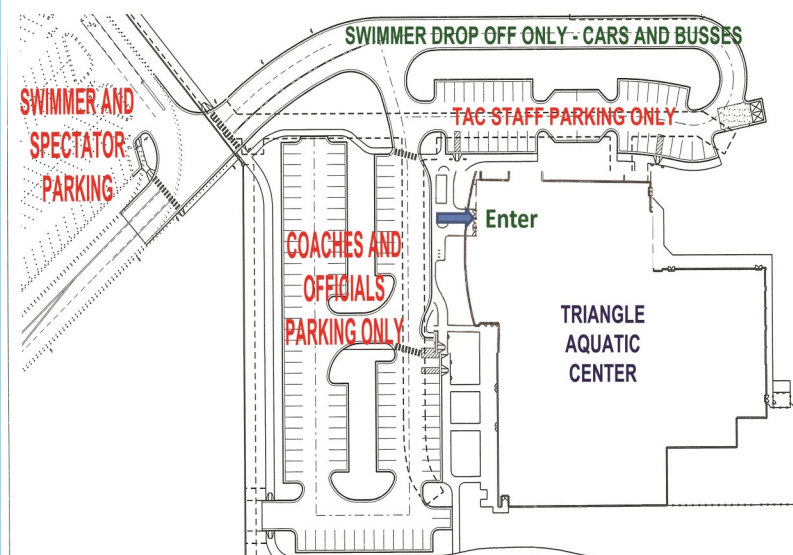 SWIMMER DROP OFF ONLY - CARS AND BUSSES
SWIMMER AND
SPECTATOR
PARKING
TAC STAFF PARKING ONLY
Enter
COACHES AND
OFFICIALS
PARKING ONLY
TRIANGLE
AQUATIC
CENTER